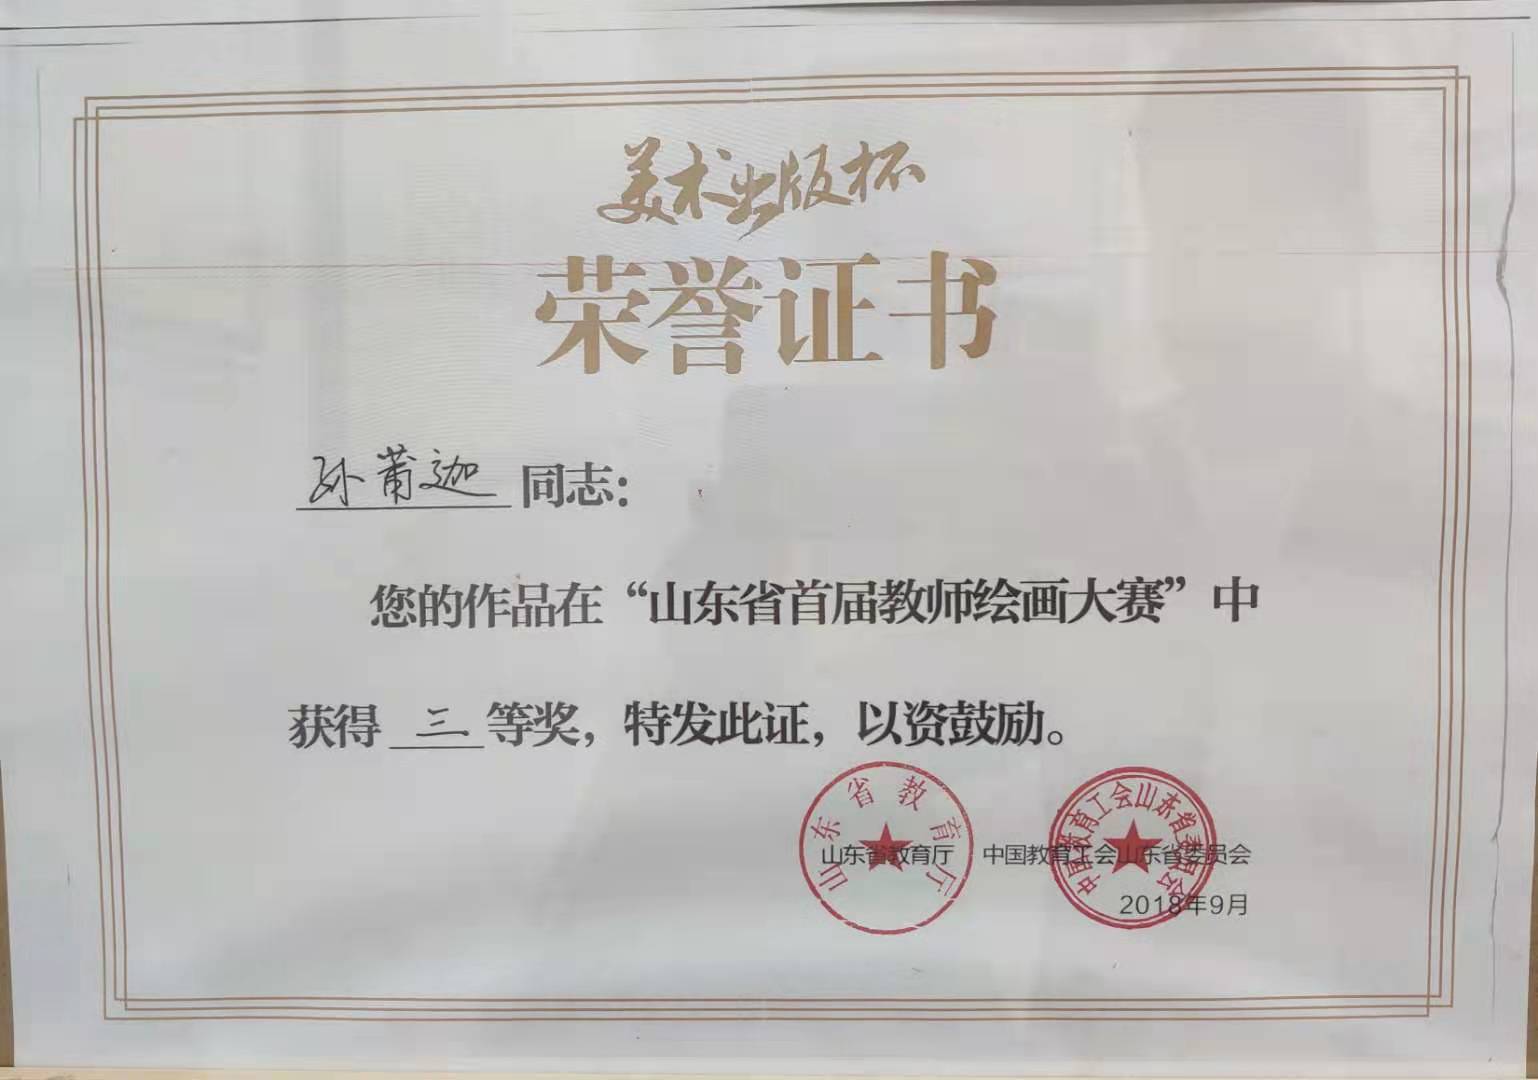 美术出版杯
荣誉证书
孙莆迦 同志：
您的作品在“山东省首届教师绘画大赛”中
获得 三 等奖，特发此证，以资鼓励。
山东省教育厅
中国教育工会山东省委员会
山东省教育厅 中国教育工会山东省委员会
2018年9月